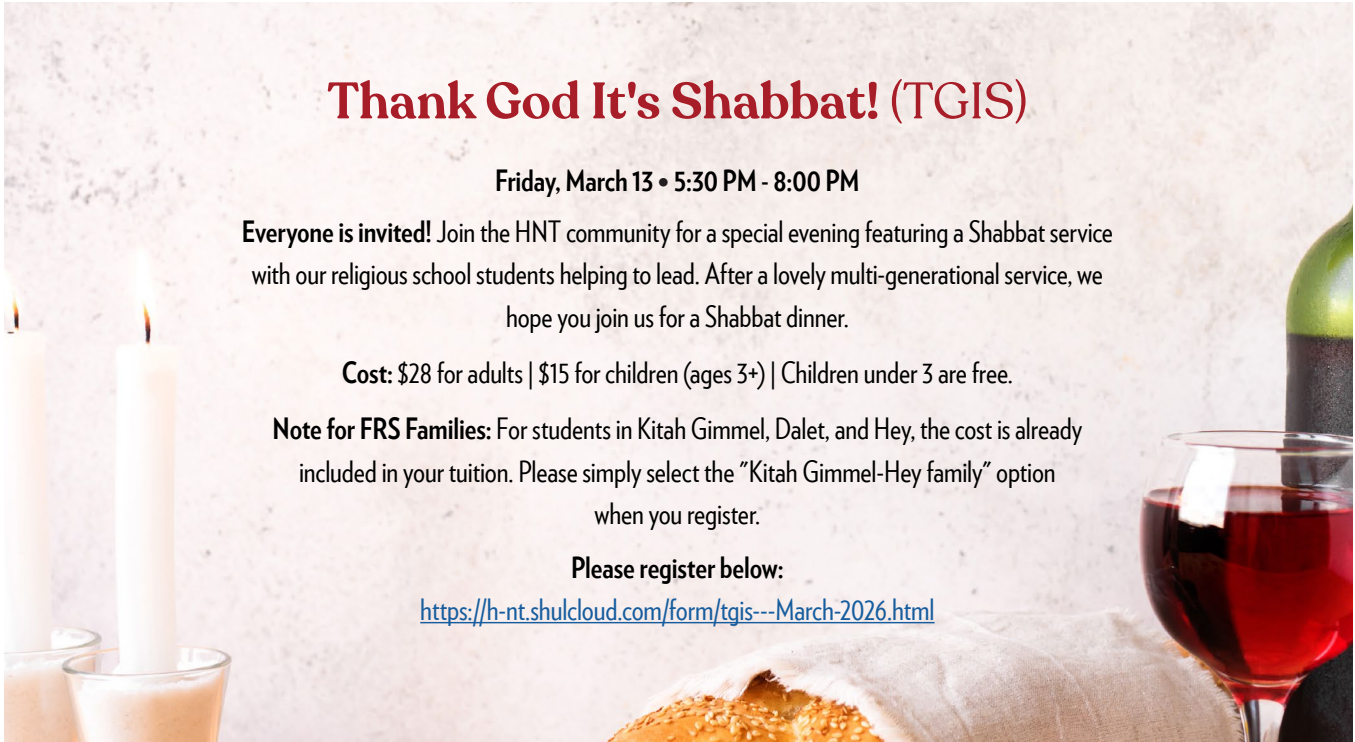 Thank God It's Shabbat! (TGIS)
Friday, March 13 • 5:30 PM - 8:00 PM
Everyone is invited! Join the HNT community for a special evening featuring a Shabbat service
with our religious school students helping to lead. After a lovely multi-generational service, we
hope you join us for a Shabbat dinner.
Cost: $28 for adults | $15 for children (ages 3+) | Children under 3 are free.
Note for FRS Families: For students in Kitah Gimmel, Dalet, and Hey, the cost is already
included in your tuition. Please simply select the "Kitah Gimmel-Hey family" option
when you register.
Please register below:
https://h-nt.shulcloud.com/form/tgis---March-2026.html